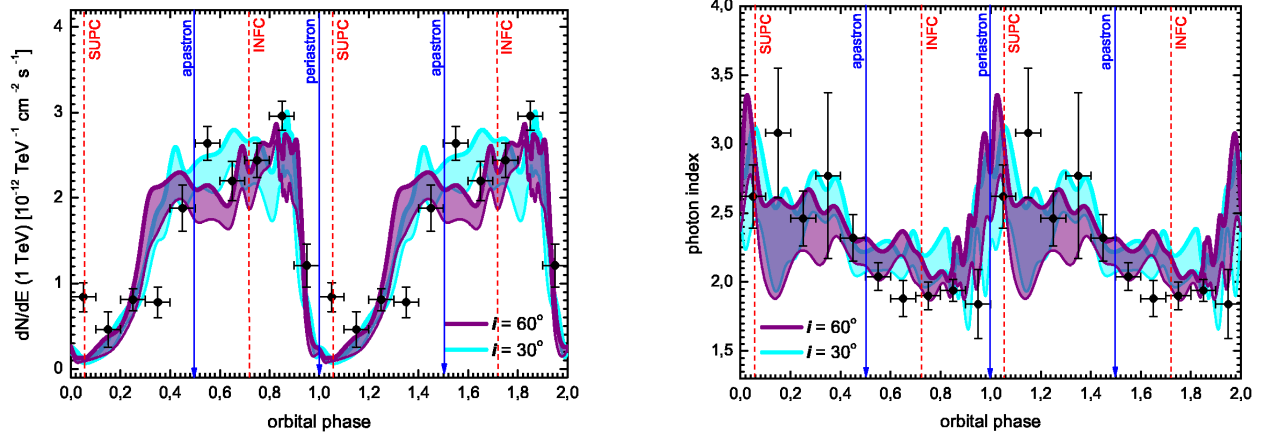 dN/dE (1 TeV) [10⁻¹² TeV⁻¹ cm⁻² s⁻¹]
4
3
2
1
0
SUPC
apastron
INFC
periastron
SUPC
apastron
INFC
i = 60°
i = 30°
0,0 0,2 0,4 0,6 0,8 1,0 1,2 1,4 1,6 1,8 2,0
orbital phase
photon index
4,0
3,5
3,0
2,5
2,0
1,5
SUPC
apastron
INFC
periastron
SUPC
apastron
INFC
i = 60°
i = 30°
0,0 0,2 0,4 0,6 0,8 1,0 1,2 1,4 1,6 1,8 2,0
orbital phase